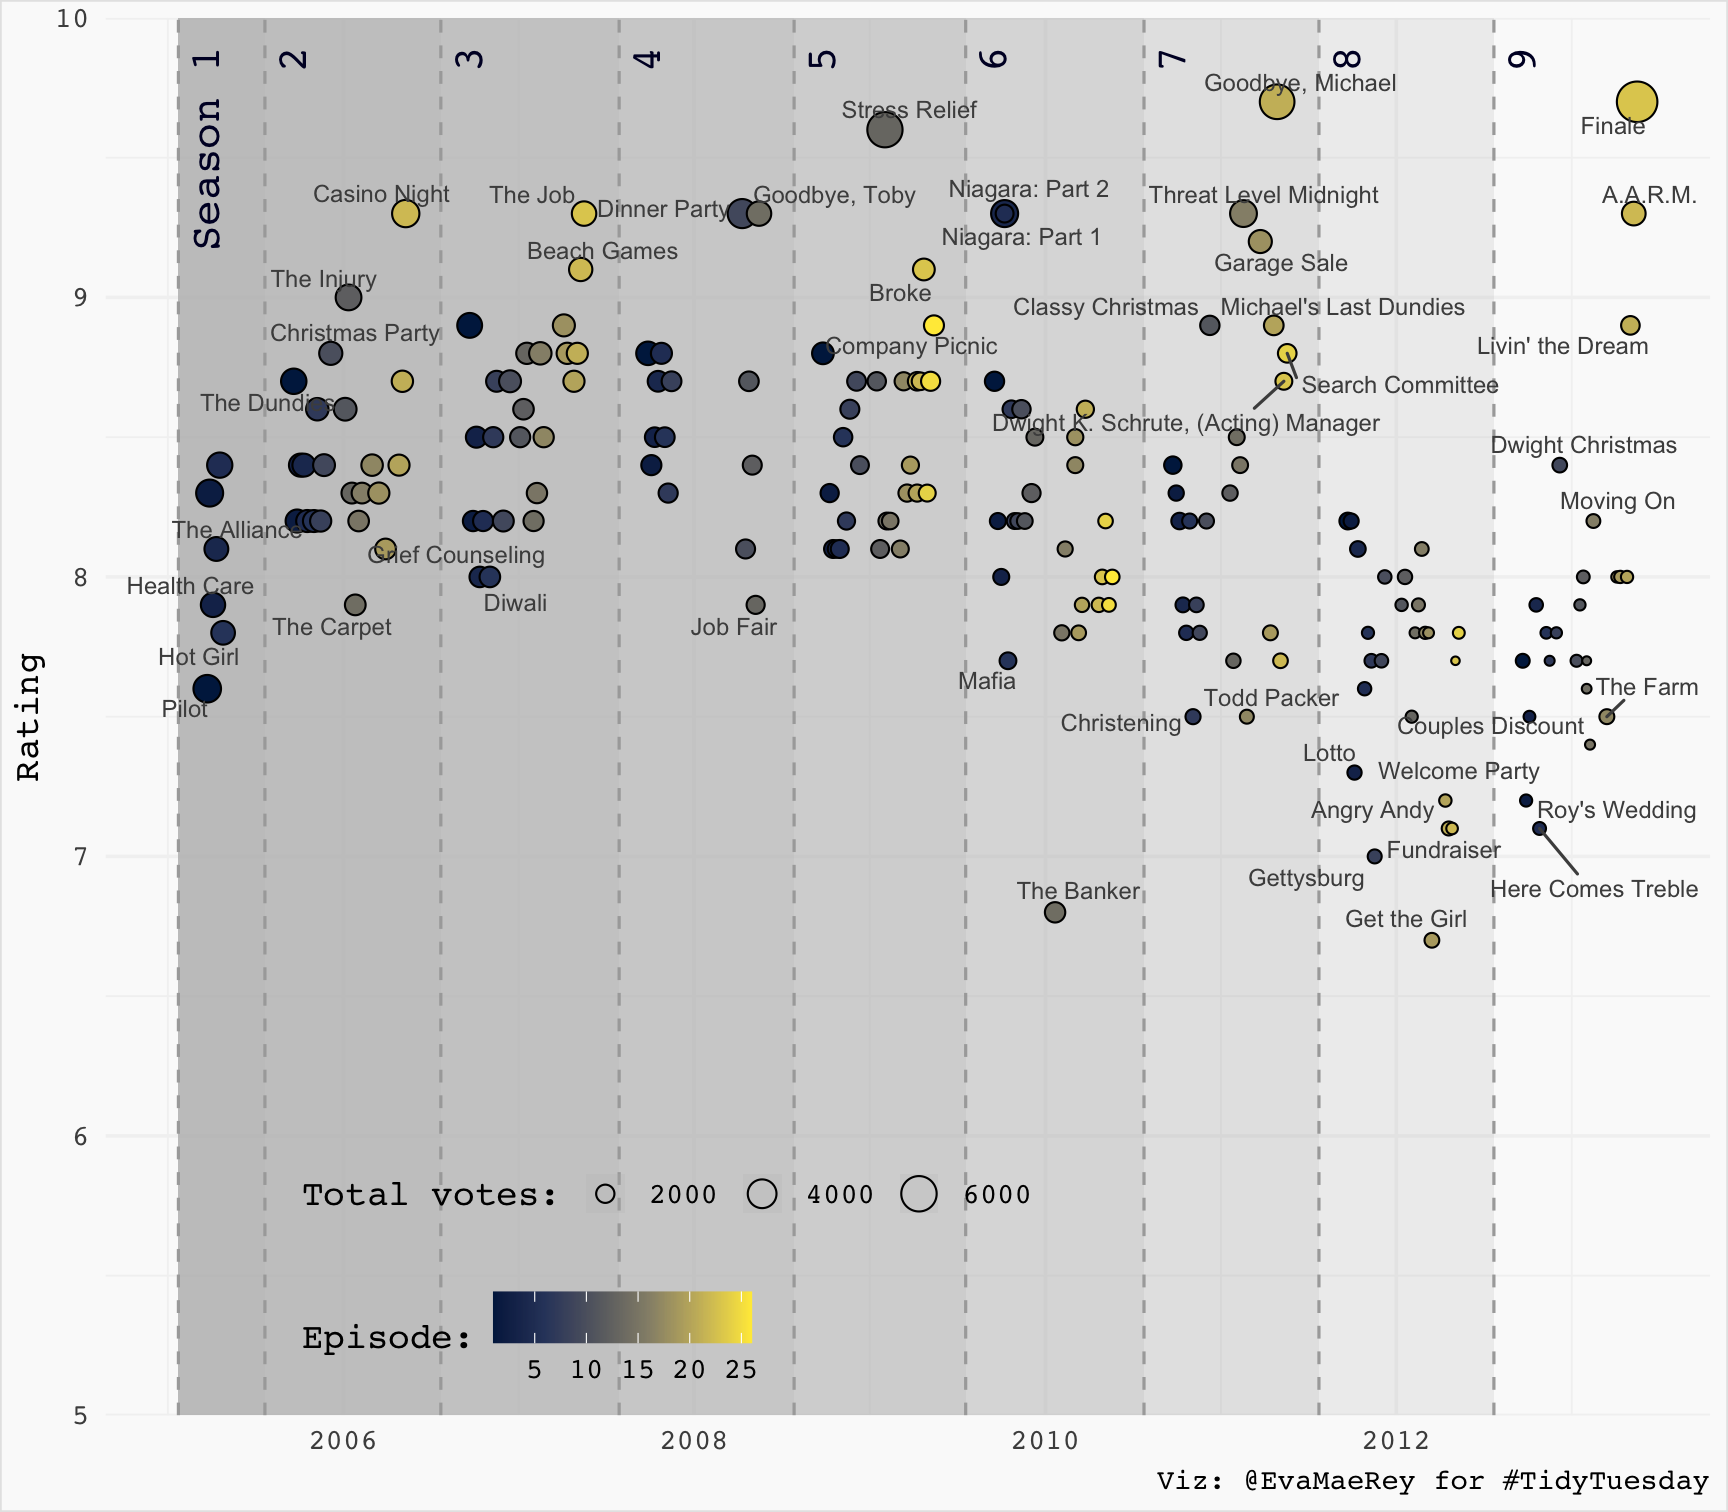 10
9
8
7
6
5
Rating
Season 1
2
3
4
5
6
7
8
9
Goodbye, Michael
Stress Relief
Finale
Casino Night
The Job
Dinner Party
Goodbye, Toby
Niagara: Part 2
Niagara: Part 1
Threat Level Midnight
A.A.R.M.
Beach Games
Garage Sale
The Injury
Broke
Classy Christmas
Michael's Last Dundies
Christmas Party
Company Picnic
Livin' the Dream
Search Committee
The Dundies
Dwight K. Schrute, (Acting) Manager
Dwight Christmas
Moving On
The Alliance
Grief Counseling
Health Care
Diwali
The Carpet
Job Fair
Hot Girl
Mafia
Pilot
Todd Packer
The Farm
Christening
Couples Discount
Lotto
Welcome Party
Angry Andy
Roy's Wedding
Fundraiser
Gettysburg
Here Comes Treble
The Banker
Get the Girl
Total votes: 2000 4000 6000
Episode:
5 10 15 20 25
2006 2008 2010 2012
Viz: @EvaMaeRey for #TidyTuesday